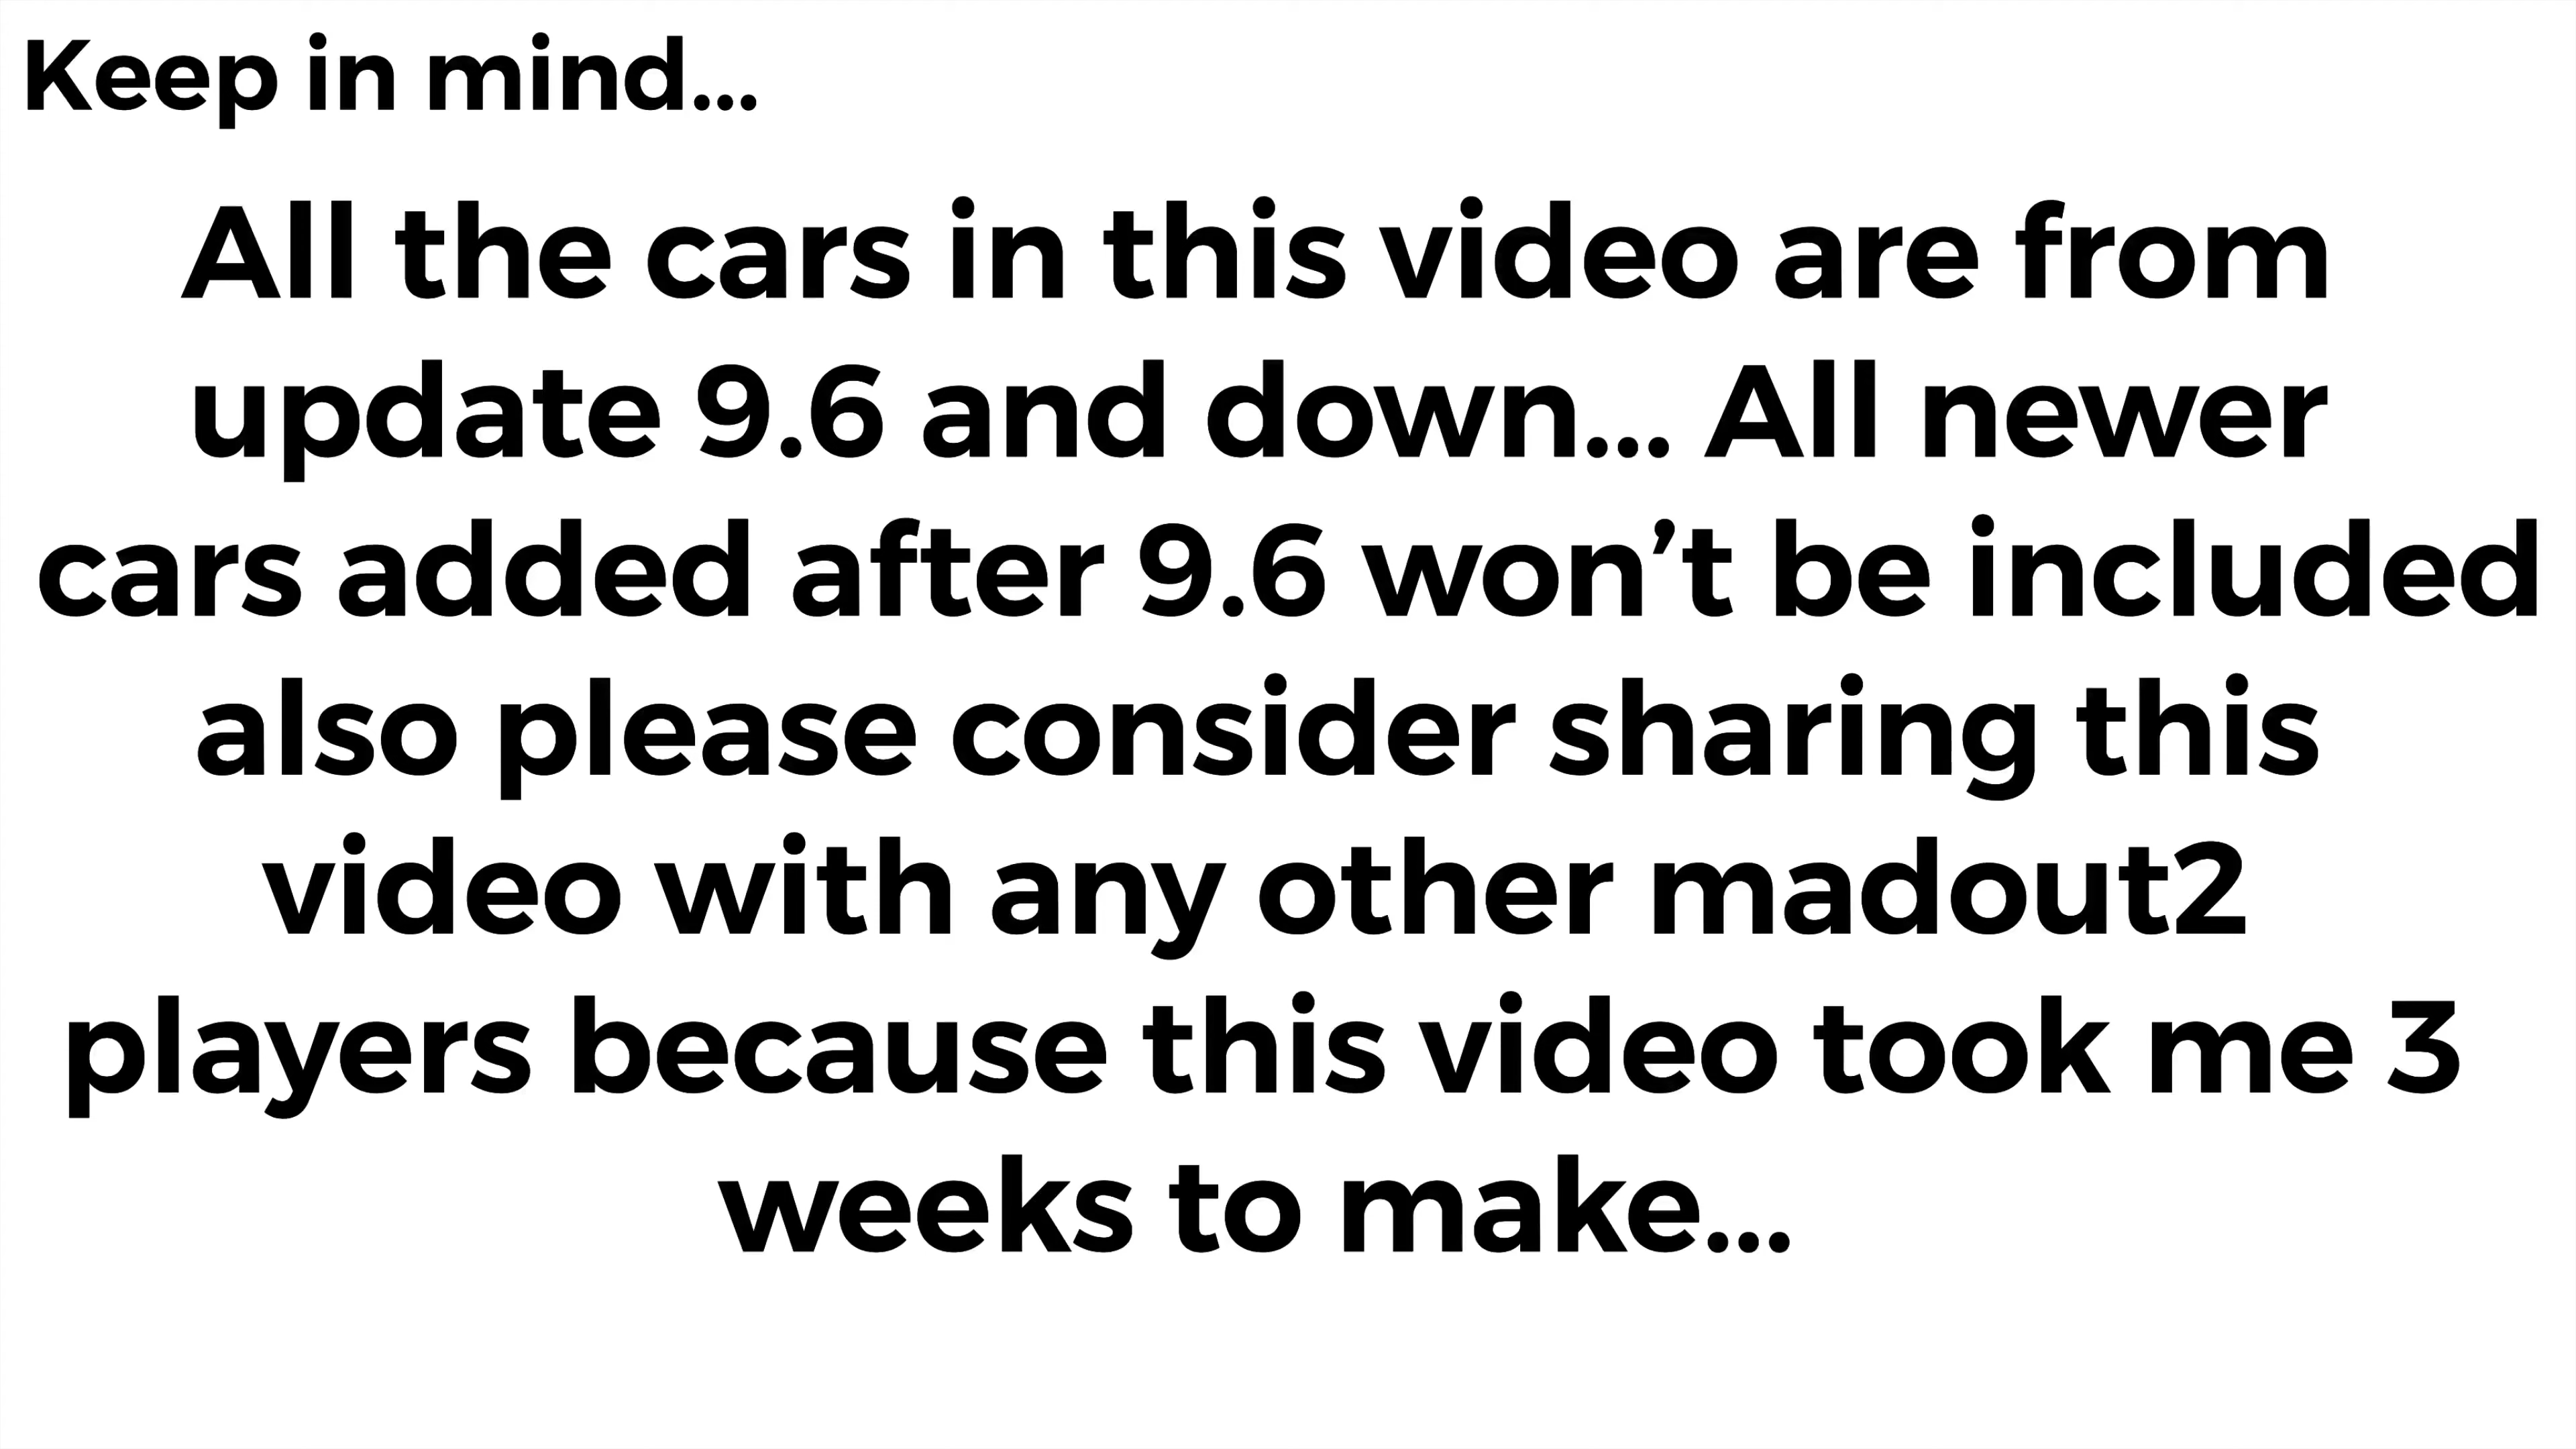 Keep in mind...
All the cars in this video are from
update 9.6 and down... All newer
cars added after 9.6 won’t be included
also please consider sharing this
video with any other madout2
players because this video took me 3
weeks to make...